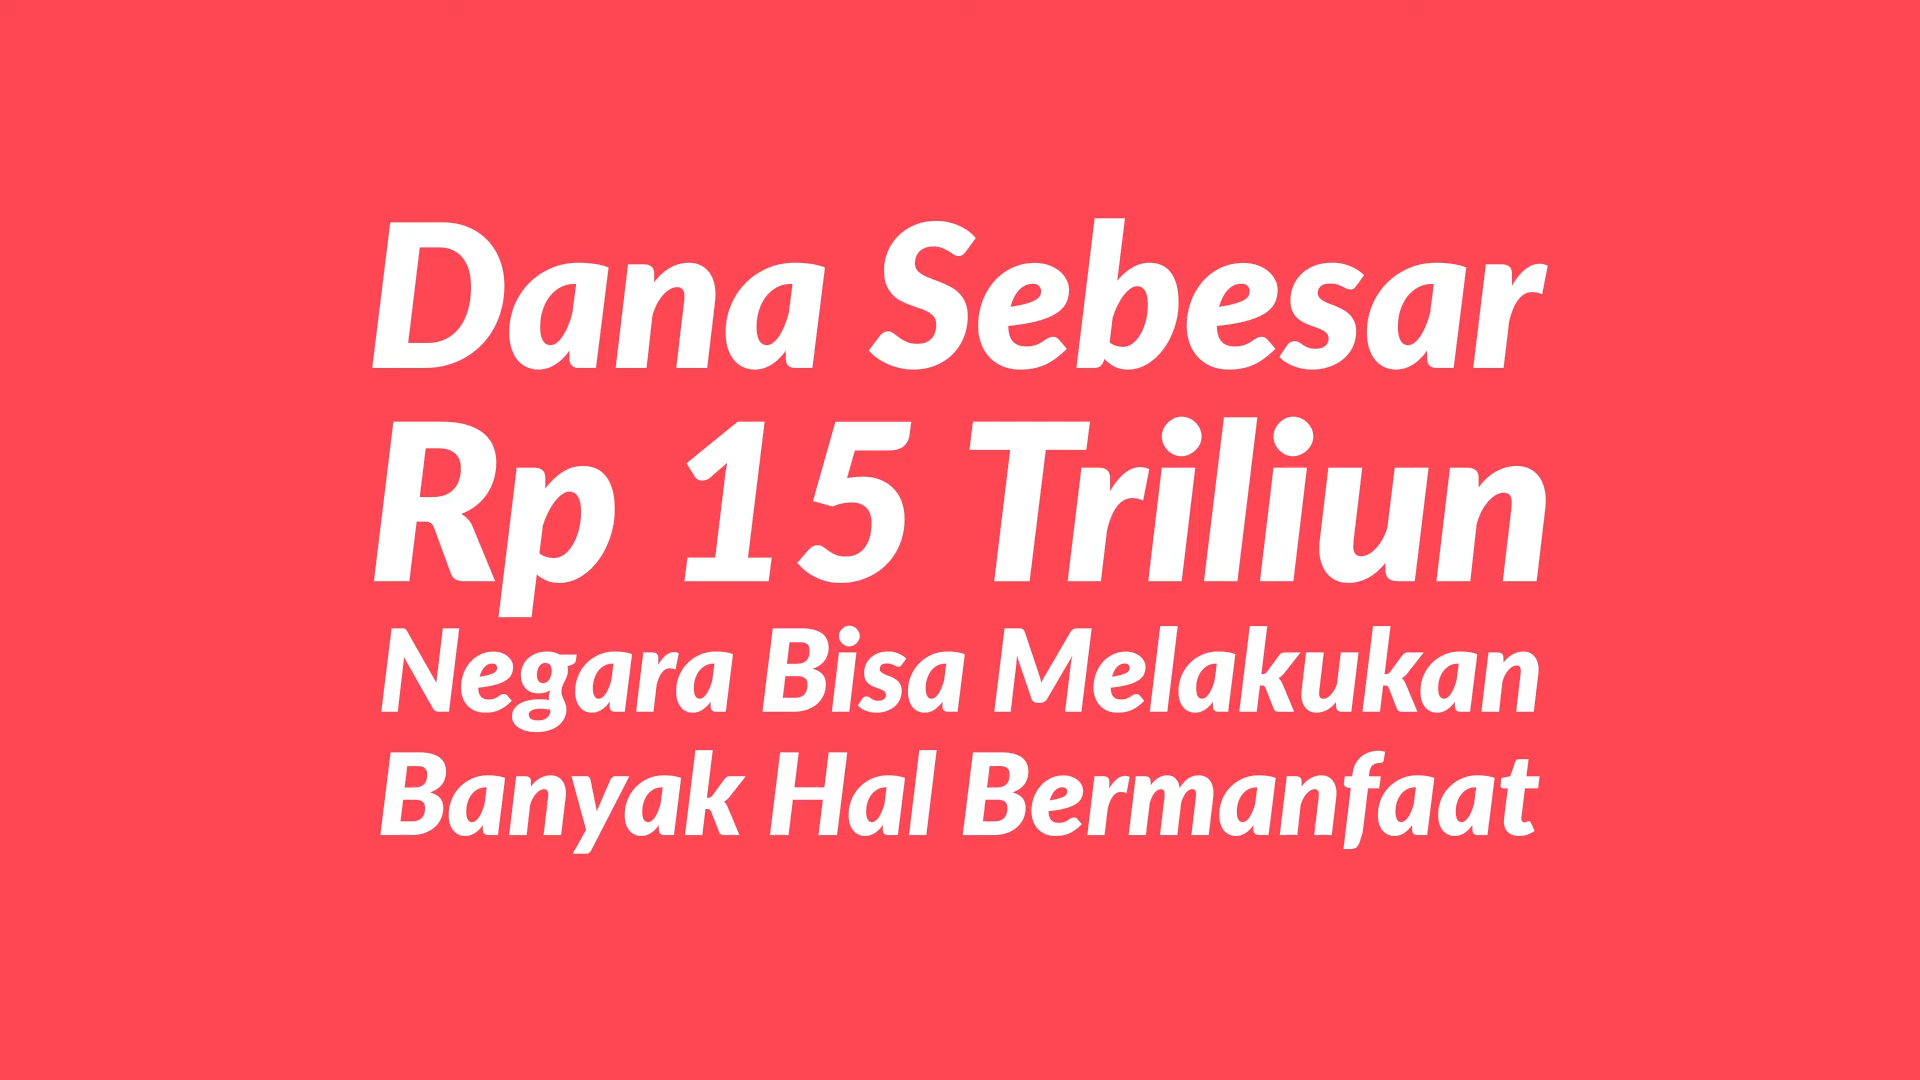 Dana Sebesar
Rp 15 Triliun
Negara Bisa Melakukan
Banyak Hal Bermanfaat